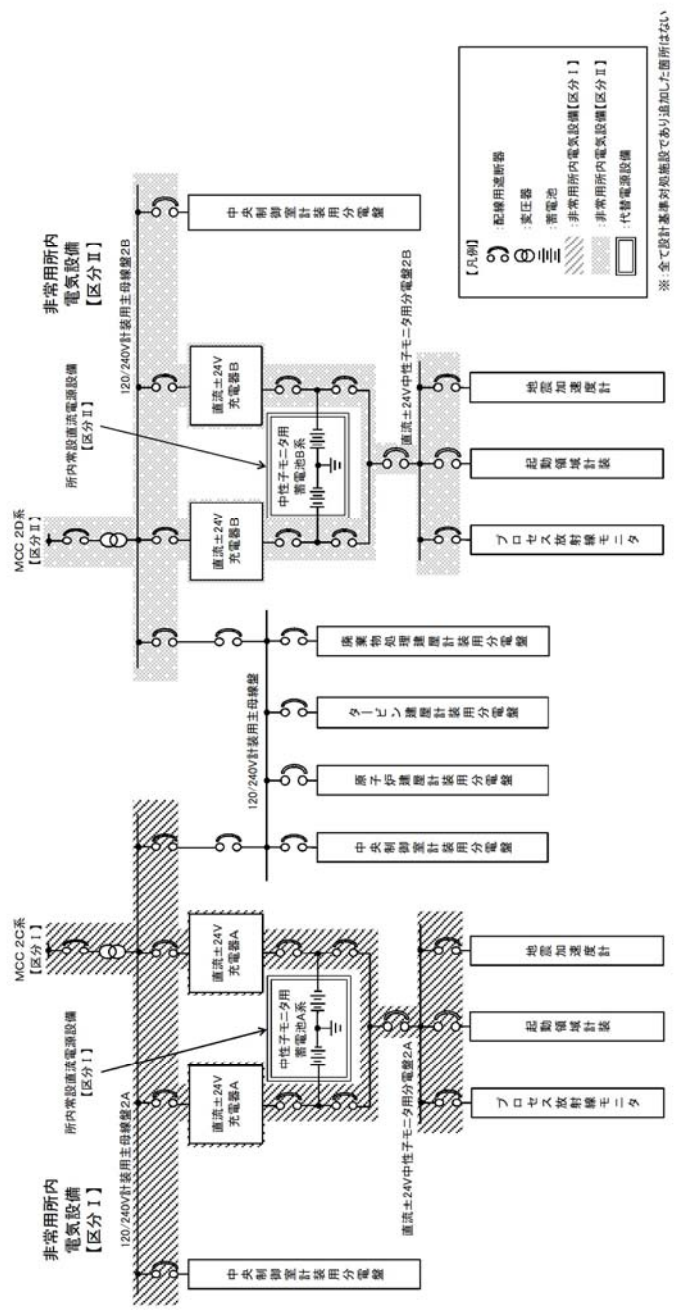 非常用所内
電気設備
【区分Ⅰ】
MCC 2C系
【区分Ⅰ】
所内常設直流電源設備
【区分Ⅰ】
120/240V計装用主母線盤2A
直流±24V
充電器A
直流±24V
充電器A
中性子モニタ用
蓄電池A系
直流±24V中性子モニタ用分電盤2A
中央制御室計装用分電盤
プロセス放射線モニタ
起動領域計装
地震加速度計
120/240V計装用主母線盤
中央制御室計装用分電盤
原子炉建屋計装用分電盤
タービン建屋計装用分電盤
廃棄物処理建屋計装用分電盤
非常用所内
電気設備
【区分Ⅱ】
MCC 2D系
【区分Ⅱ】
所内常設直流電源設備
【区分Ⅱ】
120/240V計装用主母線盤2B
直流±24V
充電器B
直流±24V
充電器B
中性子モニタ用
蓄電池B系
直流±24V中性子モニタ用分電盤2B
プロセス放射線モニタ
起動領域計装
地震加速度計
中央制御室計装用分電盤
【凡例】
:配線用遮断器
:変圧器
:蓄電池
:非常用所内電気設備【区分Ⅰ】
:非常用所内電気設備【区分Ⅱ】
:代替電源設備
※:全て設計基準対処施設であり追加した箇所はない